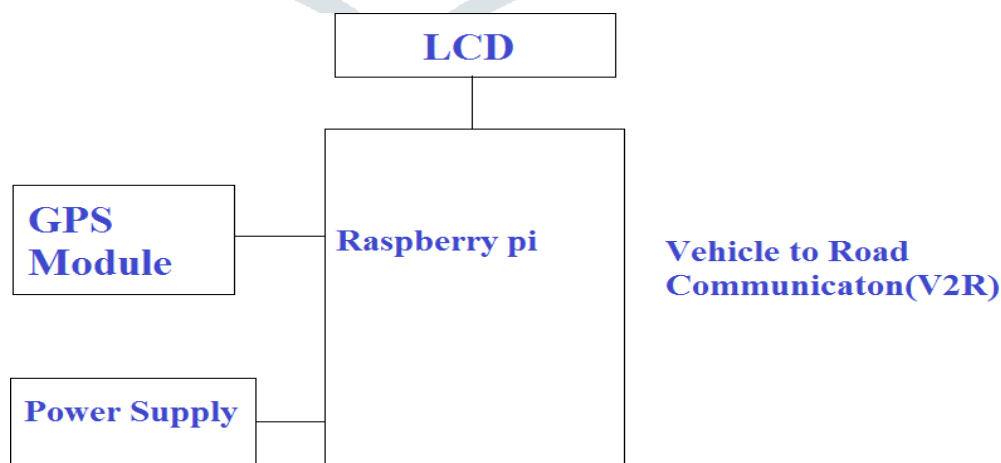 LCD
GPS
Module
Raspberry pi
Vehicle to Road
Communicaton(V2R)
Power Supply